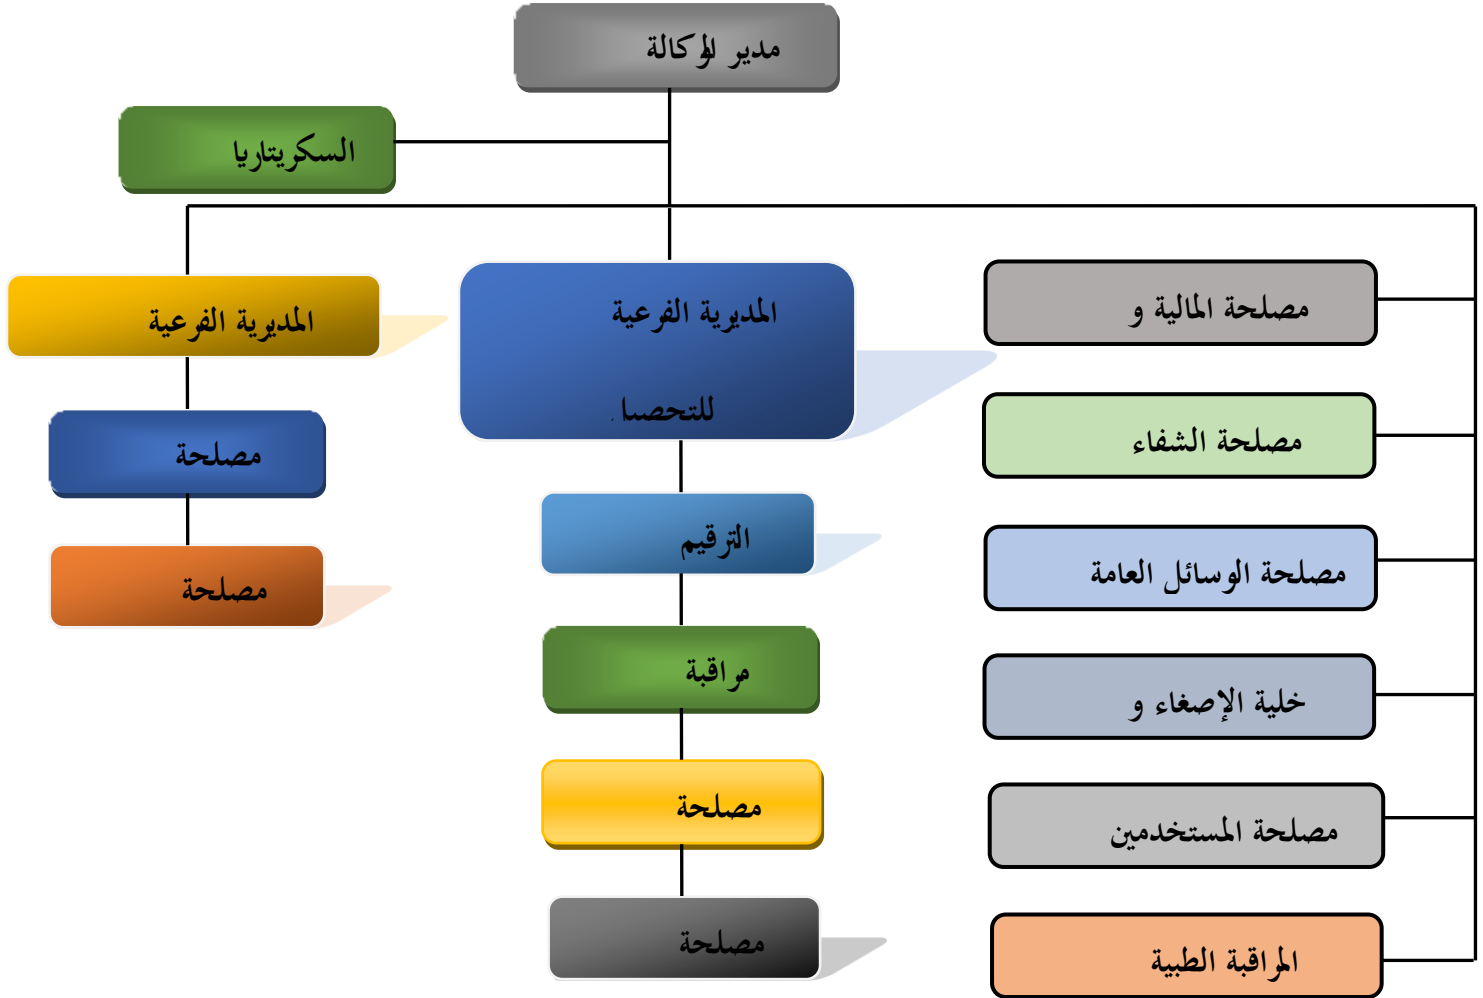 مدير الوكالة
السكريتاريا
المديرية الفرعية
مصلحة
مصلحة
المديرية الفرعية
الترقيم
مراقبة
مصلحة
مصلحة
مصلحة المالية و
مصلحة الشفاء
مصلحة الوسائل العامة
خلية الإصغاء و
مصلحة المستخدمين
المراقبة الطبية